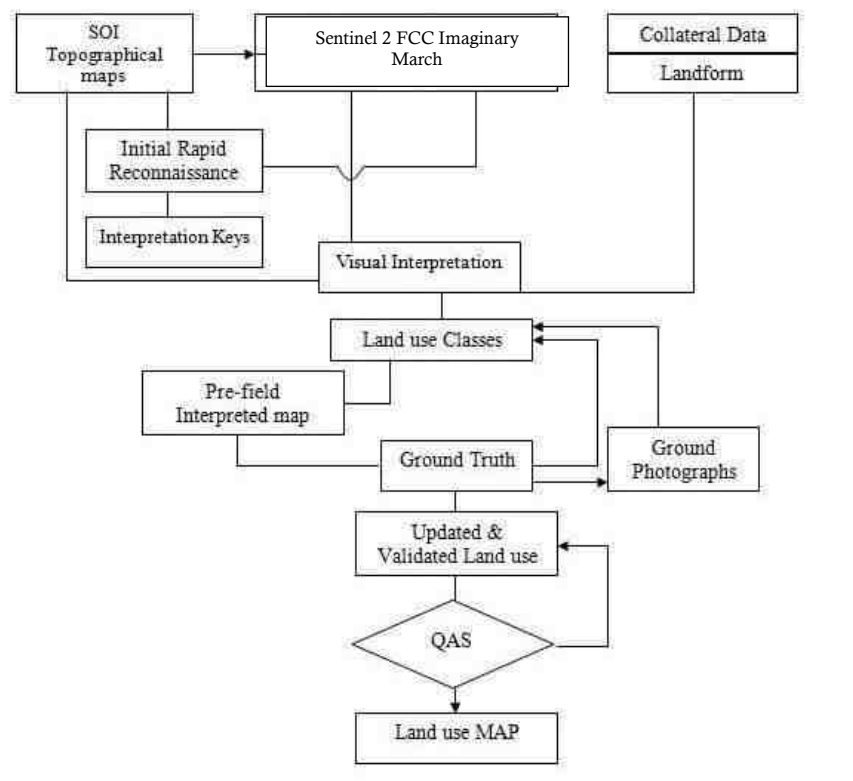 SOI
Topographical
maps
Sentinel 2 FCC Imaginary
March
Collateral Data
Landform
Initial Rapid
Reconnaissance
Interpretation Keys
Visual Interpretation
Land use Classes
Pre-field
Interpreted map
Ground Truth
Ground
Photographs
Updated &
Validated Land use
QAS
Land use MAP